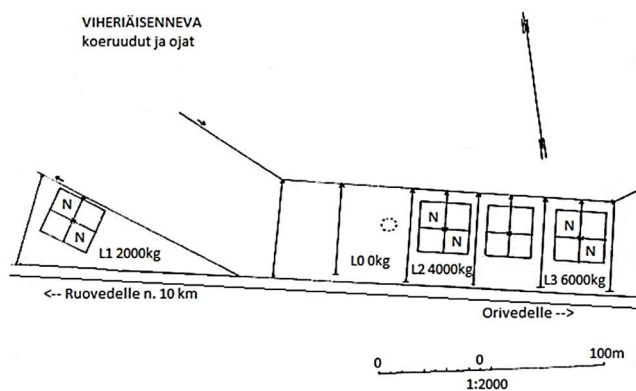 VIHERIÄISENNEVA
koeruudut ja ojat
N
N
L1 2000kg
L0 0kg
N
N
L2 4000kg
N
N
L3 6000kg
<-- Ruovedelle n. 10 km
Orivedelle -->
0 0 100m
1:2000